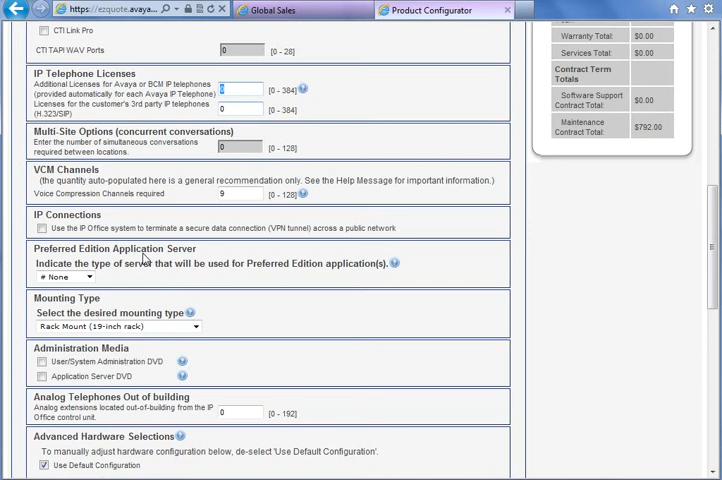 https://ezquote.avaya...
Global Sales
Product Configurator
CTI Link Pro
CTI TAPI WAV Ports 0 [0 - 28]
IP Telephone Licenses
Additional Licenses for Avaya or BCM IP telephones
(provided automatically for each Avaya IP Telephone) 0 [0 - 384]
Licenses for the customer's 3rd party IP telephones
(H.323/SIP) 0 [0 - 384]
Multi-Site Options (concurrent conversations)
Enter the number of simultaneous conversations
required between locations. 0 [0 - 128]
VCM Channels
(the quantity auto-populated here is a general recommendation only. See the Help Message for important information.)
Voice Compression Channels required 9 [0 - 128]
IP Connections
Use the IP Office system to terminate a secure data connection (VPN tunnel) across a public network
Preferred Edition Application Server
Indicate the type of server that will be used for Preferred Edition application(s).
# None
Mounting Type
Select the desired mounting type
Rack Mount (19-inch rack)
Administration Media
User/System Administration DVD
Application Server DVD
Analog Telephones Out of building
Analog extensions located out-of-building from the IP
Office control unit. 0 [0 - 192]
Advanced Hardware Selections
To manually adjust hardware configuration below, de-select 'Use Default Configuration'.
Use Default Configuration
Warranty Total: $0.00
Services Total: $0.00
Contract Term
Totals
Software Support
Contract Total: $0.00
Maintenance
Contract Total: $792.00